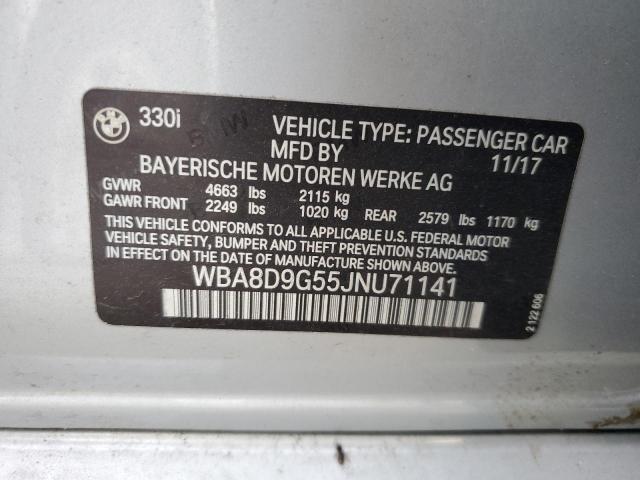 BMW 330i VEHICLE TYPE: PASSENGER CAR
MFD BY 11/17
BAYERISCHE MOTOREN WERKE AG
GVWR 4663 lbs 2115 kg
GAWR FRONT 2249 lbs 1020 kg REAR 2579 lbs 1170 kg
THIS VEHICLE CONFORMS TO ALL APPLICABLE U.S. FEDERAL MOTOR
VEHICLE SAFETY, BUMPER AND THEFT PREVENTION STANDARDS
IN EFFECT ON THE DATE OF MANUFACTURE SHOWN ABOVE.
WBA8D9G55JNU71141
2 122 606